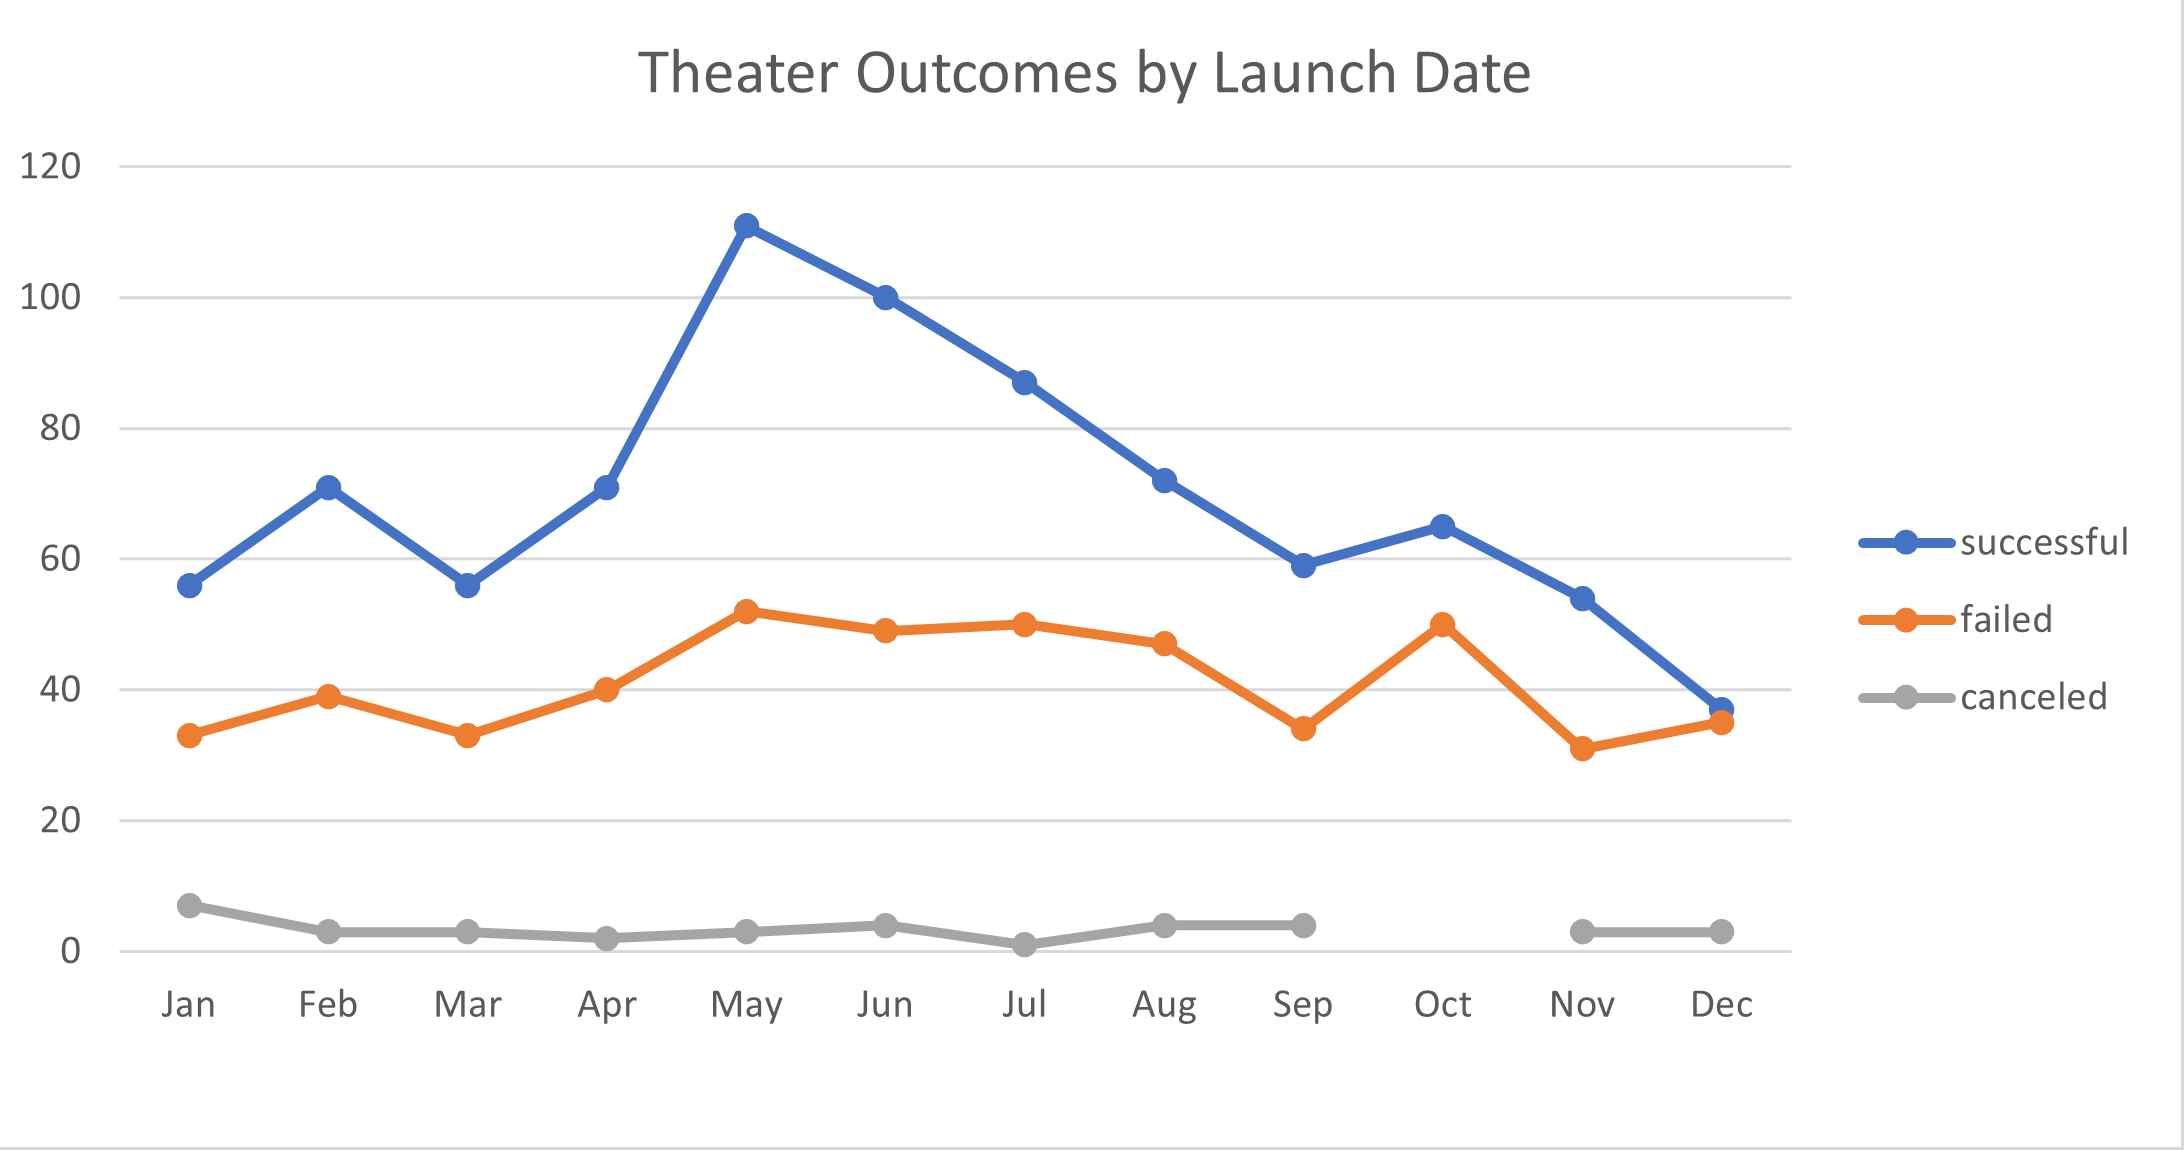 Theater Outcomes by Launch Date
120
100
80
60
40
20
0
Jan Feb Mar Apr May Jun Jul Aug Sep Oct Nov Dec
successful
failed
canceled